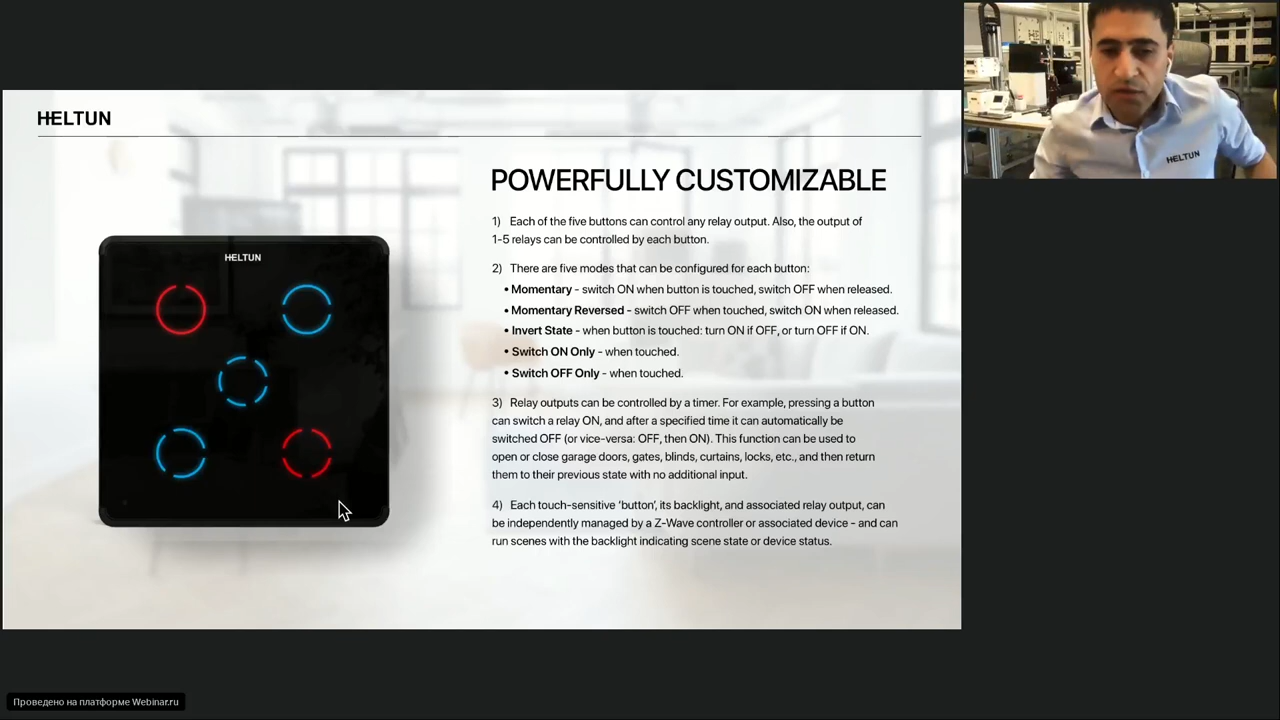 HELTUN
POWERFULLY CUSTOMIZABLE
1) Each of the five buttons can control any relay output. Also, the output of
1-5 relays can be controlled by each button.
2) There are five modes that can be configured for each button:
• Momentary - switch ON when button is touched, switch OFF when released.
• Momentary Reversed - switch OFF when touched, switch ON when released.
• Invert State - when button is touched: turn ON if OFF, or turn OFF if ON.
• Switch ON Only - when touched.
• Switch OFF Only - when touched.
3) Relay outputs can be controlled by a timer. For example, pressing a button
can switch a relay ON, and after a specified time it can automatically be
switched OFF (or vice-versa: OFF, then ON). This function can be used to
open or close garage doors, gates, blinds, curtains, locks, etc., and then return
them to their previous state with no additional input.
4) Each touch-sensitive ‘button’, its backlight, and associated relay output, can
be independently managed by a Z-Wave controller or associated device - and can
run scenes with the backlight indicating scene state or device status.
HELTUN
HELTUN
Проведено на платформе Webinar.ru